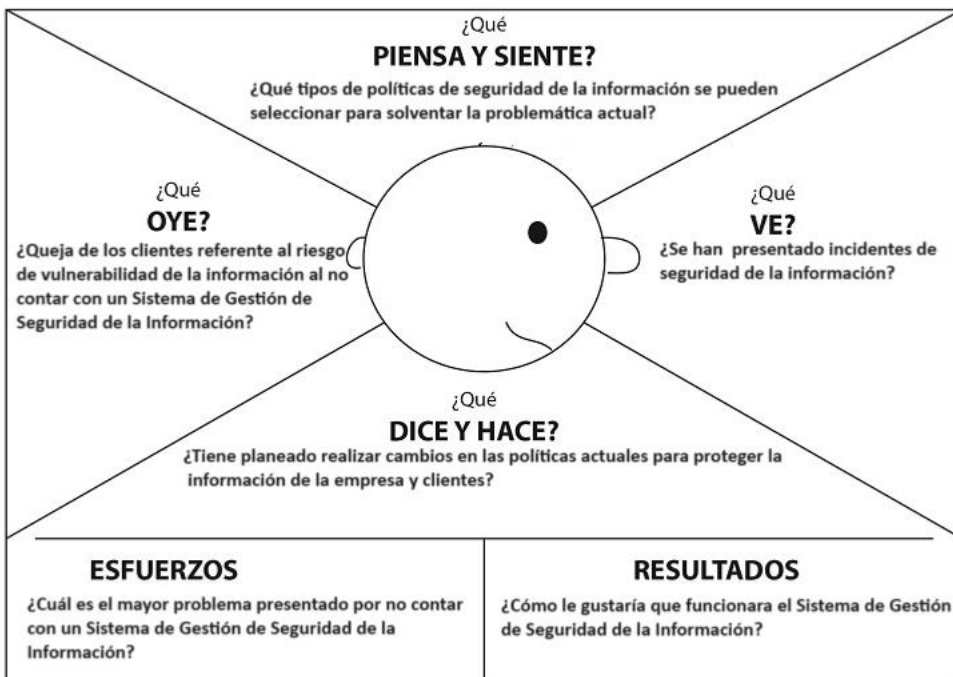 ¿Qué
PIENSA Y SIENTE?
¿Qué tipos de políticas de seguridad de la información se pueden
seleccionar para solventar la problemática actual?
¿Qué
OYE?
¿Queja de los clientes referente al riesgo
de vulnerabilidad de la información al no
contar con un Sistema de Gestión de
Seguridad de la Información?
¿Qué
VE?
¿Se han presentado incidentes de
seguridad de la información?
¿Qué
DICE Y HACE?
¿Tiene planeado realizar cambios en las políticas actuales para proteger la
información de la empresa y clientes?
ESFUERZOS
¿Cuál es el mayor problema presentado por no contar
con un Sistema de Gestión de Seguridad de la
Información?
RESULTADOS
¿Cómo le gustaría que funcionara el Sistema de Gestión
de Seguridad de la Información?